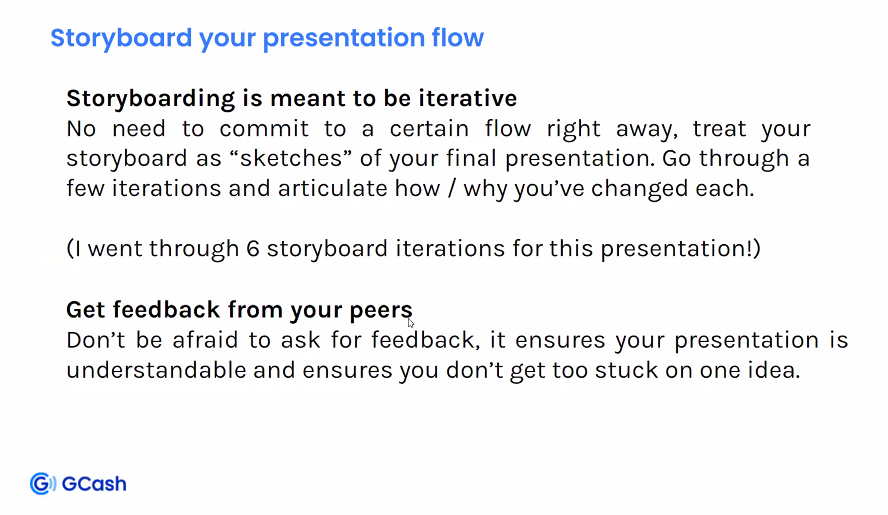 Storyboard your presentation flow
Storyboarding is meant to be iterative
No need to commit to a certain flow right away, treat your
storyboard as “sketches” of your final presentation. Go through a
few iterations and articulate how / why you’ve changed each.
(I went through 6 storyboard iterations for this presentation!)
Get feedback from your peers
Don’t be afraid to ask for feedback, it ensures your presentation is
understandable and ensures you don’t get too stuck on one idea.
GCash